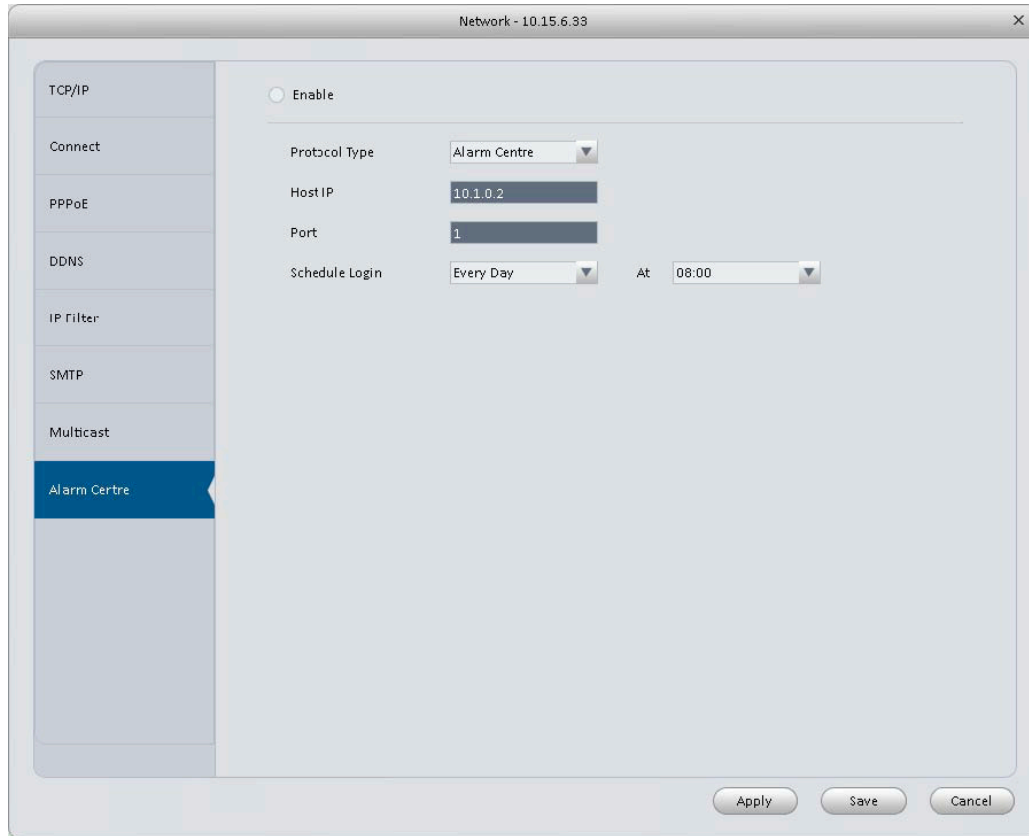 Network - 10.15.6.33
TCP/IP
Connect
PPPoE
DDNS
IP Filter
SMTP
Multicast
Alarm Certre
Enable
Protocol Type Alarm Centre
Host IP 10.1.0.2
Port 1
Schedule Login Every Day At 08:00
Apply Save Cancel